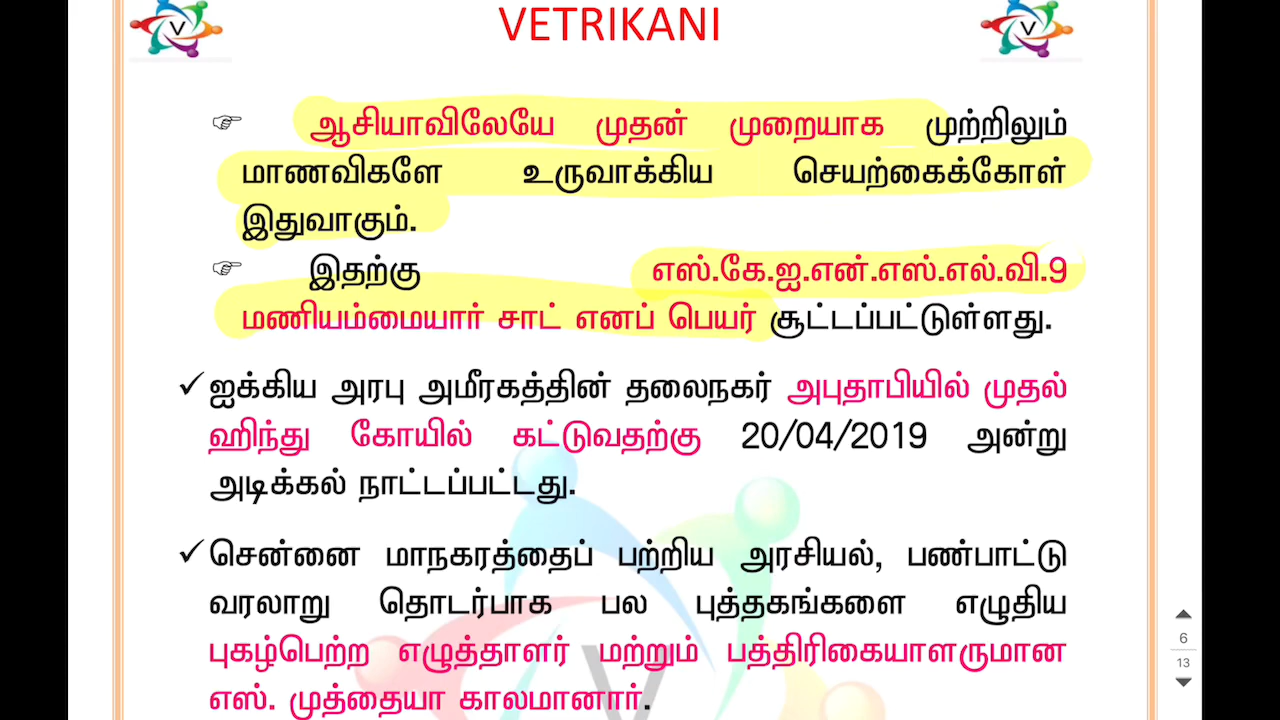 VETRIKANI
V
V
☞ ஆசியாவிலேயே முதன் முறையாக முற்றிலும்
மாணவிகளே உருவாக்கிய செயற்கைக்கோள்
இதுவாகும்.
☞ இதற்கு எஸ்.கே.ஐ.என்.எஸ்.எல்.வி.9
மணியம்மையார் சாட் எனப் பெயர் சூட்டப்பட்டுள்ளது.
✓ ஐக்கிய அரபு அமீரகத்தின் தலைநகர் அபுதாபியில் முதல்
ஹிந்து கோயில் கட்டுவதற்கு 20/04/2019 அன்று
அடிக்கல் நாட்டப்பட்டது.
✓ சென்னை மாநகரத்தைப் பற்றிய அரசியல், பண்பாட்டு
வரலாறு தொடர்பாக பல புத்தகங்களை எழுதிய
புகழ்பெற்ற எழுத்தாளர் மற்றும் பத்திரிகையாளருமான
எஸ். முத்தையா காலமானார்.
6
13